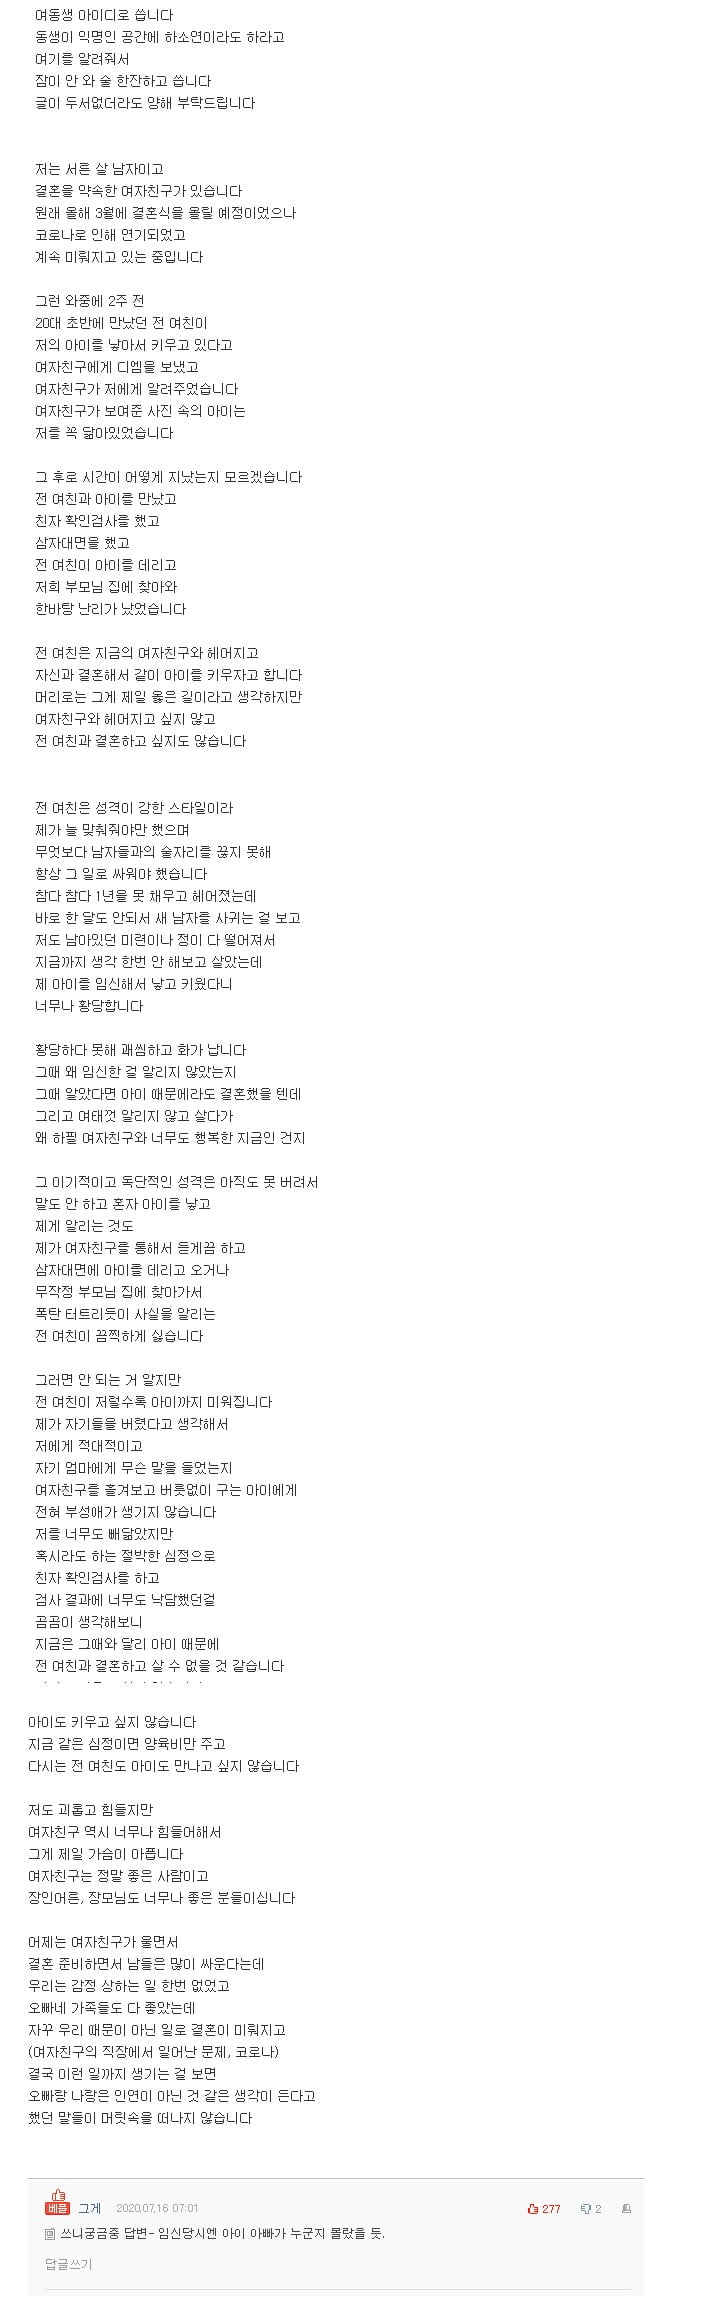 여동생 아이디로 씁니다
동생이 익명인 공간에 하소연이라도 하라고
여기를 알려줘서
잠이 안 와 술 한잔하고 씁니다
글이 두서없더라도 양해 부탁드립니다
저는 서른 살 남자이고
결혼을 약속한 여자친구가 있습니다
원래 올해 3월에 결혼식을 올릴 예정이었으나
코로나로 인해 연기되었고
계속 미뤄지고 있는 중입니다
그런 와중에 2주 전
20대 초반에 만났던 전 여친이
저의 아이를 낳아서 키우고 있다고
여자친구에게 디엠을 보냈고
여자친구가 저에게 알려주었습니다
여자친구가 보여준 사진 속의 아이는
저를 꼭 닮아있었습니다
그 후로 시간이 어떻게 지났는지 모르겠습니다
전 여친과 아이를 만났고
친자 확인검사를 했고
삼자대면을 했고
전 여친이 아이를 데리고
저희 부모님 집에 찾아와
한바탕 난리가 났었습니다
전 여친은 지금의 여자친구와 헤어지고
자신과 결혼해서 같이 아이를 키우자고 합니다
머리로는 그게 제일 옳은 길이라고 생각하지만
여자친구와 헤어지고 싶지 않고
전 여친과 결혼하고 싶지도 않습니다
전 여친은 성격이 강한 스타일이라
제가 늘 맞춰줘야만 했으며
무엇보다 남자들과의 술자리를 끊지 못해
항상 그 일로 싸워야 했습니다
참다 참다 1년을 못 채우고 헤어졌는데
바로 한 달도 안되서 새 남자를 사귀는 걸 보고
저도 남아있던 미련이나 정이 다 떨어져서
지금까지 생각 한번 안 해보고 살았는데
제 아이를 임신해서 낳고 키웠다니
너무나 황당합니다
황당하다 못해 괘씸하고 화가 납니다
그때 왜 임신한 걸 알리지 않았는지
그때 알았다면 아이 때문에라도 결혼했을 텐데
그리고 여태껏 알리지 않고 살다가
왜 하필 여자친구와 너무도 행복한 지금인 건지
그 이기적이고 독단적인 성격은 아직도 못 버려서
말도 안 하고 혼자 아이를 낳고
제게 알리는 것도
제가 여자친구를 통해서 듣게끔 하고
삼자대면에 아이를 데리고 오거나
무작정 부모님 집에 찾아가서
폭탄 터트리듯이 사실을 알리는
전 여친이 끔찍하게 싫습니다
그러면 안 되는 거 알지만
전 여친이 저럴수록 아이까지 미워집니다
제가 자기들을 버렸다고 생각해서
저에게 적대적이고
자기 엄마에게 무슨 말을 들었는지
여자친구를 흘겨보고 버릇없이 구는 아이에게
전혀 부성애가 생기지 않습니다
저를 너무도 빼닮았지만
혹시라도 하는 절박한 심정으로
친자 확인검사를 하고
검사 결과에 너무도 낙담했던걸
곰곰이 생각해보니
지금은 그때와 달리 아이 때문에
전 여친과 결혼하고 살 수 없을 것 같습니다
아이도 키우고 싶지 않습니다
지금 같은 심정이면 양육비만 주고
다시는 전 여친도 아이도 만나고 싶지 않습니다
저도 괴롭고 힘들지만
여자친구 역시 너무나 힘들어해서
그게 제일 가슴이 아픕니다
여자친구는 정말 좋은 사람이고
장인어른, 장모님도 너무나 좋은 분들이십니다
어제는 여자친구가 울면서
결혼 준비하면서 남들은 많이 싸운다는데
우리는 감정 상하는 일 한번 없었고
오빠네 가족들도 다 좋았는데
자꾸 우리 때문이 아닌 일로 결혼이 미뤄지고
(여자친구의 직장에서 일어난 문제, 코로나)
결국 이런 일까지 생기는 걸 보면
오빠랑 나랑은 인연이 아닌 것 같은 생각이 든다고
했던 말들이 머릿속을 떠나지 않습니다
베플 그게 2020.07.16 07:01 277 2
쓰니궁금중 답변- 임신당시엔 아이 아빠가 누군지 몰랐을 듯.
답글쓰기